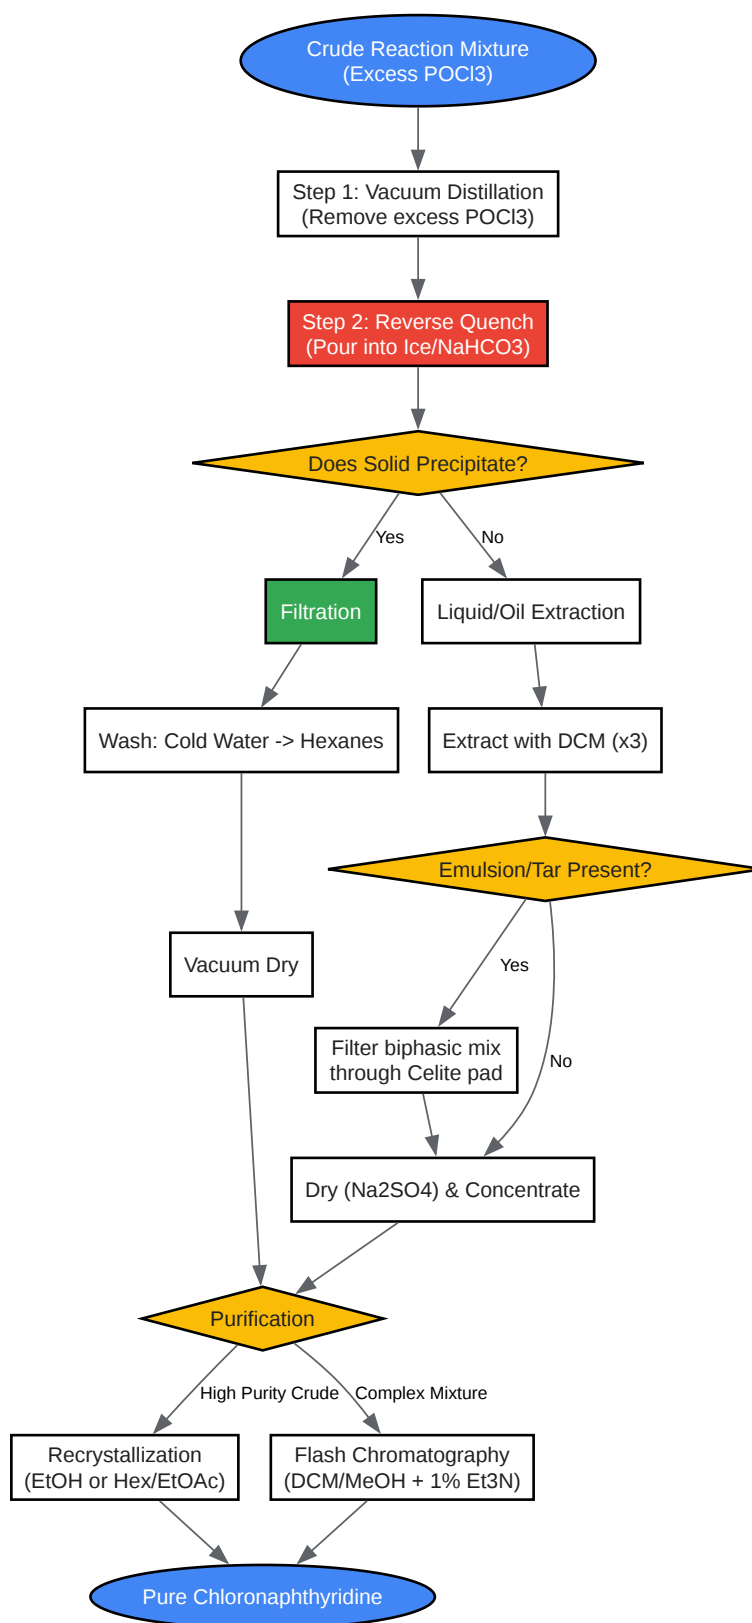 Crude Reaction Mixture
(Excess POCl3)
Step 1: Vacuum Distillation
(Remove excess POCl3)
Step 2: Reverse Quench
(Pour into Ice/NaHCO3)
Does Solid Precipitate?
Yes
No
Filtration
Liquid/Oil Extraction
Wash: Cold Water -> Hexanes
Extract with DCM (x3)
Emulsion/Tar Present?
Vacuum Dry
Yes
Filter biphasic mix
through Celite pad
No
Dry (Na2SO4) & Concentrate
Purification
High Purity Crude
Complex Mixture
Recrystallization
(EtOH or Hex/EtOAc)
Flash Chromatography
(DCM/MeOH + 1% Et3N)
Pure Chloronaphthyridine